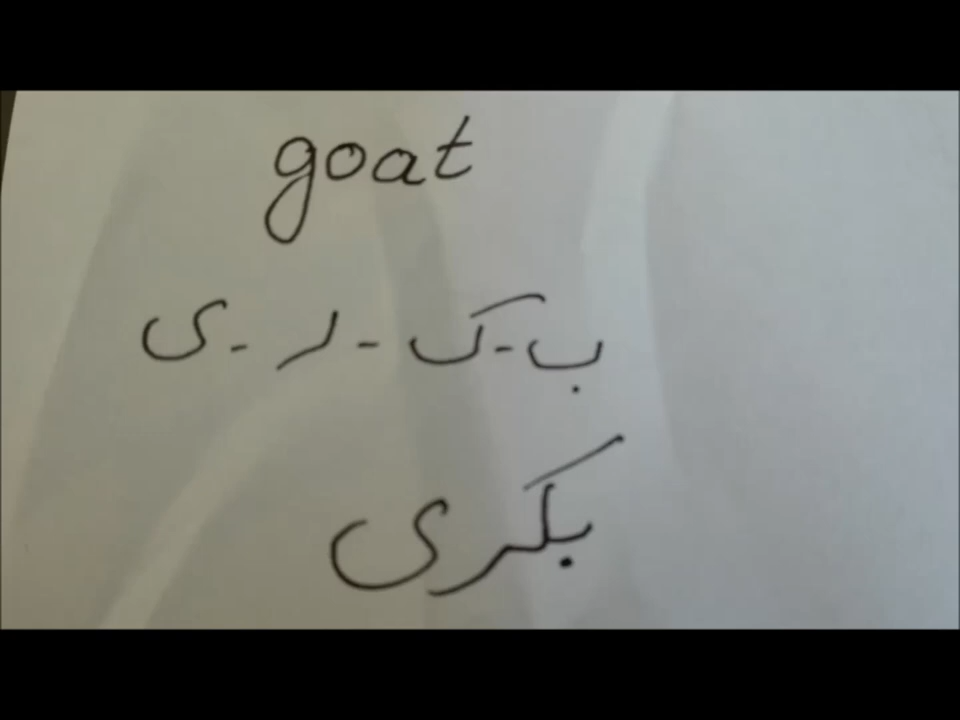 goat
ب - ک - ر - ی
بکری